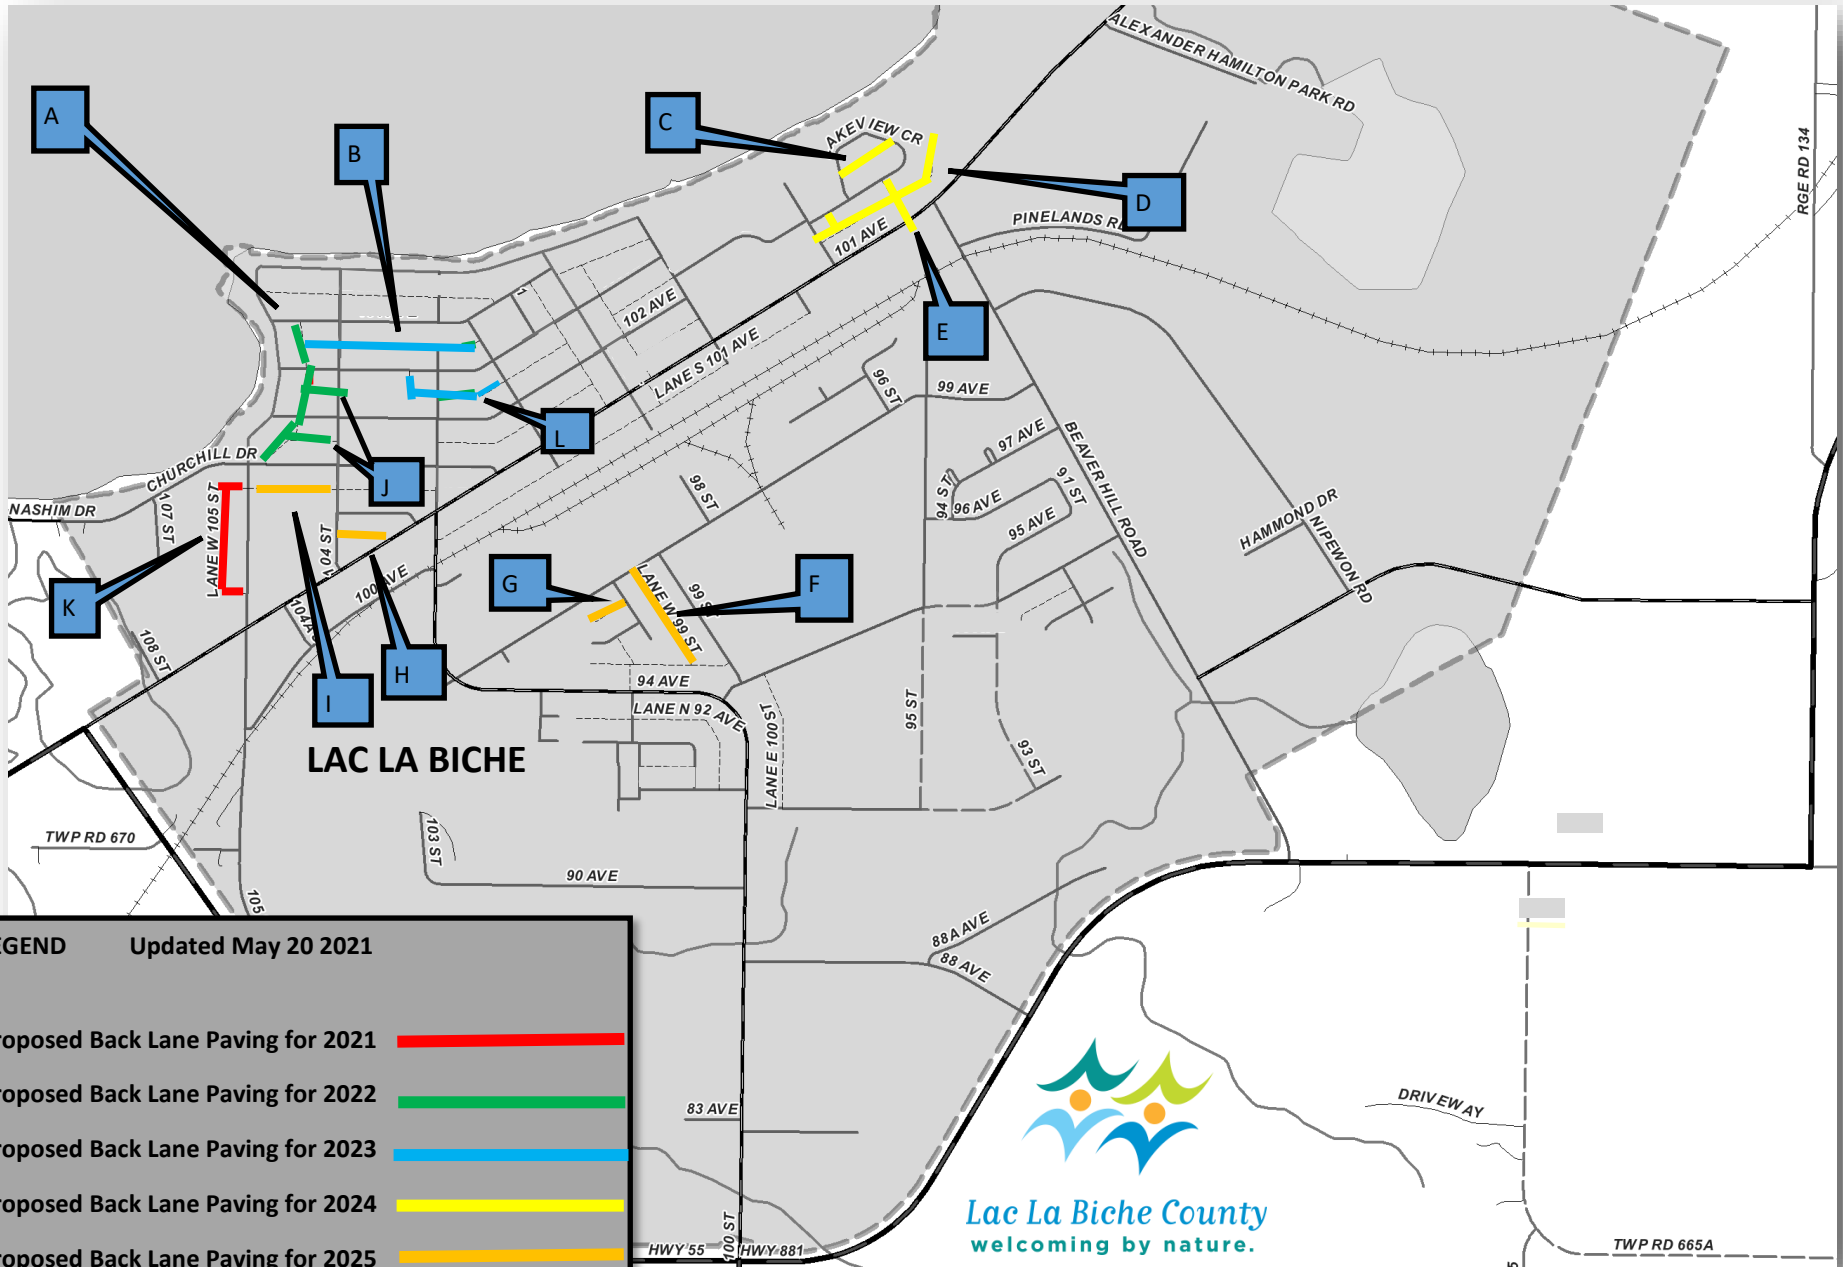 ALEXANDER HAMILTON PARK RD
RGE RD 134
A
B
C
AKEVIEW CR
D
PINELANDS RD
101 AVE
E
102 AVE
LANE S 101 AVE
96 ST
99 AVE
L
CHURCHILL DR
J
NASHIM DR
107 ST
LANE W 105 ST
04 ST
98 ST
94 ST
97 AVE
96 AVE
91 ST
95 AVE
BEAVER HILL ROAD
HAMMOND DR
NIPEWON RD
K
100 AVE
104A
G
LANE W 99 ST
99 ST
F
108 ST
I
H
94 AVE
LANE N 92 AVE
LANE E 100 ST
95 ST
93 ST
LAC LA BICHE
TWP RD 670
103 ST
90 AVE
105
88A AVE
88 AVE
EGEND Updated May 20 2021
roposed Back Lane Paving for 2021
roposed Back Lane Paving for 2022
roposed Back Lane Paving for 2023
roposed Back Lane Paving for 2024
roposed Back Lane Paving for 2025
83 AVE
100 ST
HWY 55
HWY 881
DRIVEWAY
TWP RD 665A
Lac La Biche County
welcoming by nature.